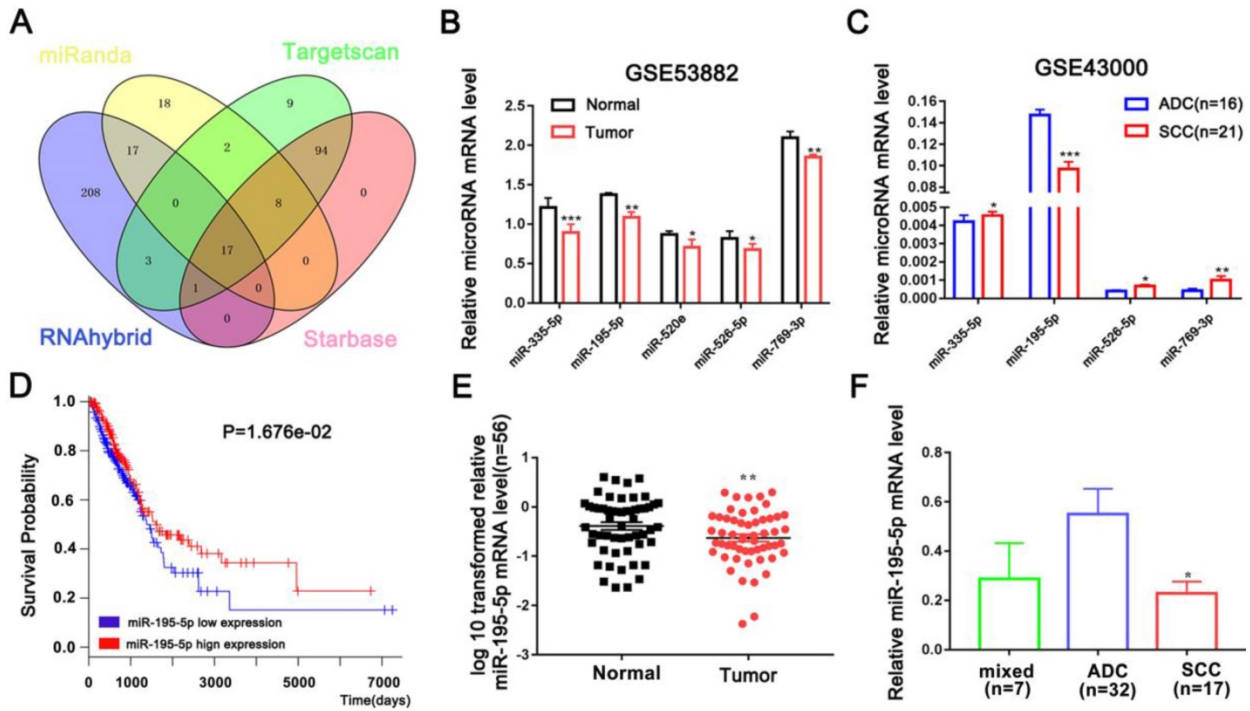 A
miRanda
Targetscan
18
9
17
2
94
208
0
8
0
17
3
0
1
0
0
RNAhybrid
Starbase
B
GSE53882
Relative microRNA mRNA level
Normal
Tumor
2.5
2.0
1.5
1.0
0.5
0.0
***
**
*
*
**
miR-335-5p
miR-195-5p
miR-520e
miR-526-5p
miR-769-3p
C
GSE43000
Relative microRNA mRNA level
ADC(n=16)
SCC(n=21)
0.16
0.14
0.12
0.10
0.08
0.06
0.004
0.005
0.004
0.003
0.002
0.001
0.000
*
***
*
**
miR-335-5p
miR-195-5p
miR-526-5p
miR-769-3p
D
P=1.676e-02
Survival Probability
1.0
0.8
0.6
0.4
0.2
0.0
miR-195-5p low expression
miR-195-5p hign expression
0
1000
3000
5000
7000
Time(days)
E
log 10 transformed relative
miR-195-5p mRNA level(n=56)
1
0
-1
-2
-3
**
Normal
Tumor
F
Relative miR-195-5p mRNA level
0.8
0.6
0.4
0.2
0.0
*
mixed
(n=7)
ADC
(n=32)
SCC
(n=17)